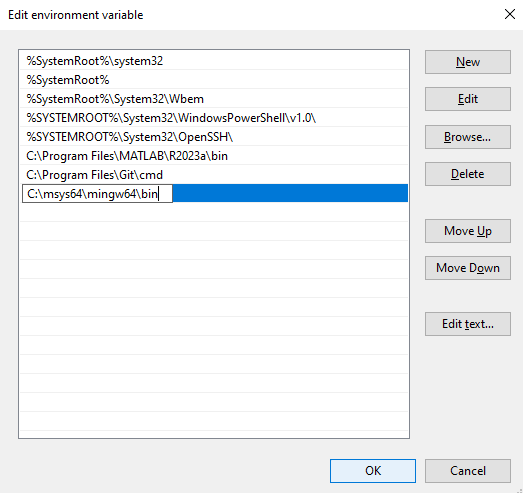 Edit environment variable
%SystemRoot%\system32
%SystemRoot%
%SystemRoot%\System32\Wbem
%SYSTEMROOT%\System32\WindowsPowerShell\v1.0\
%SYSTEMROOT%\System32\OpenSSH\
C:\Program Files\MATLAB\R2023a\bin
C:\Program Files\Git\cmd
C:\msys64\mingw64\bin
New
Edit
Browse...
Delete
Move Up
Move Down
Edit text...
OK
Cancel